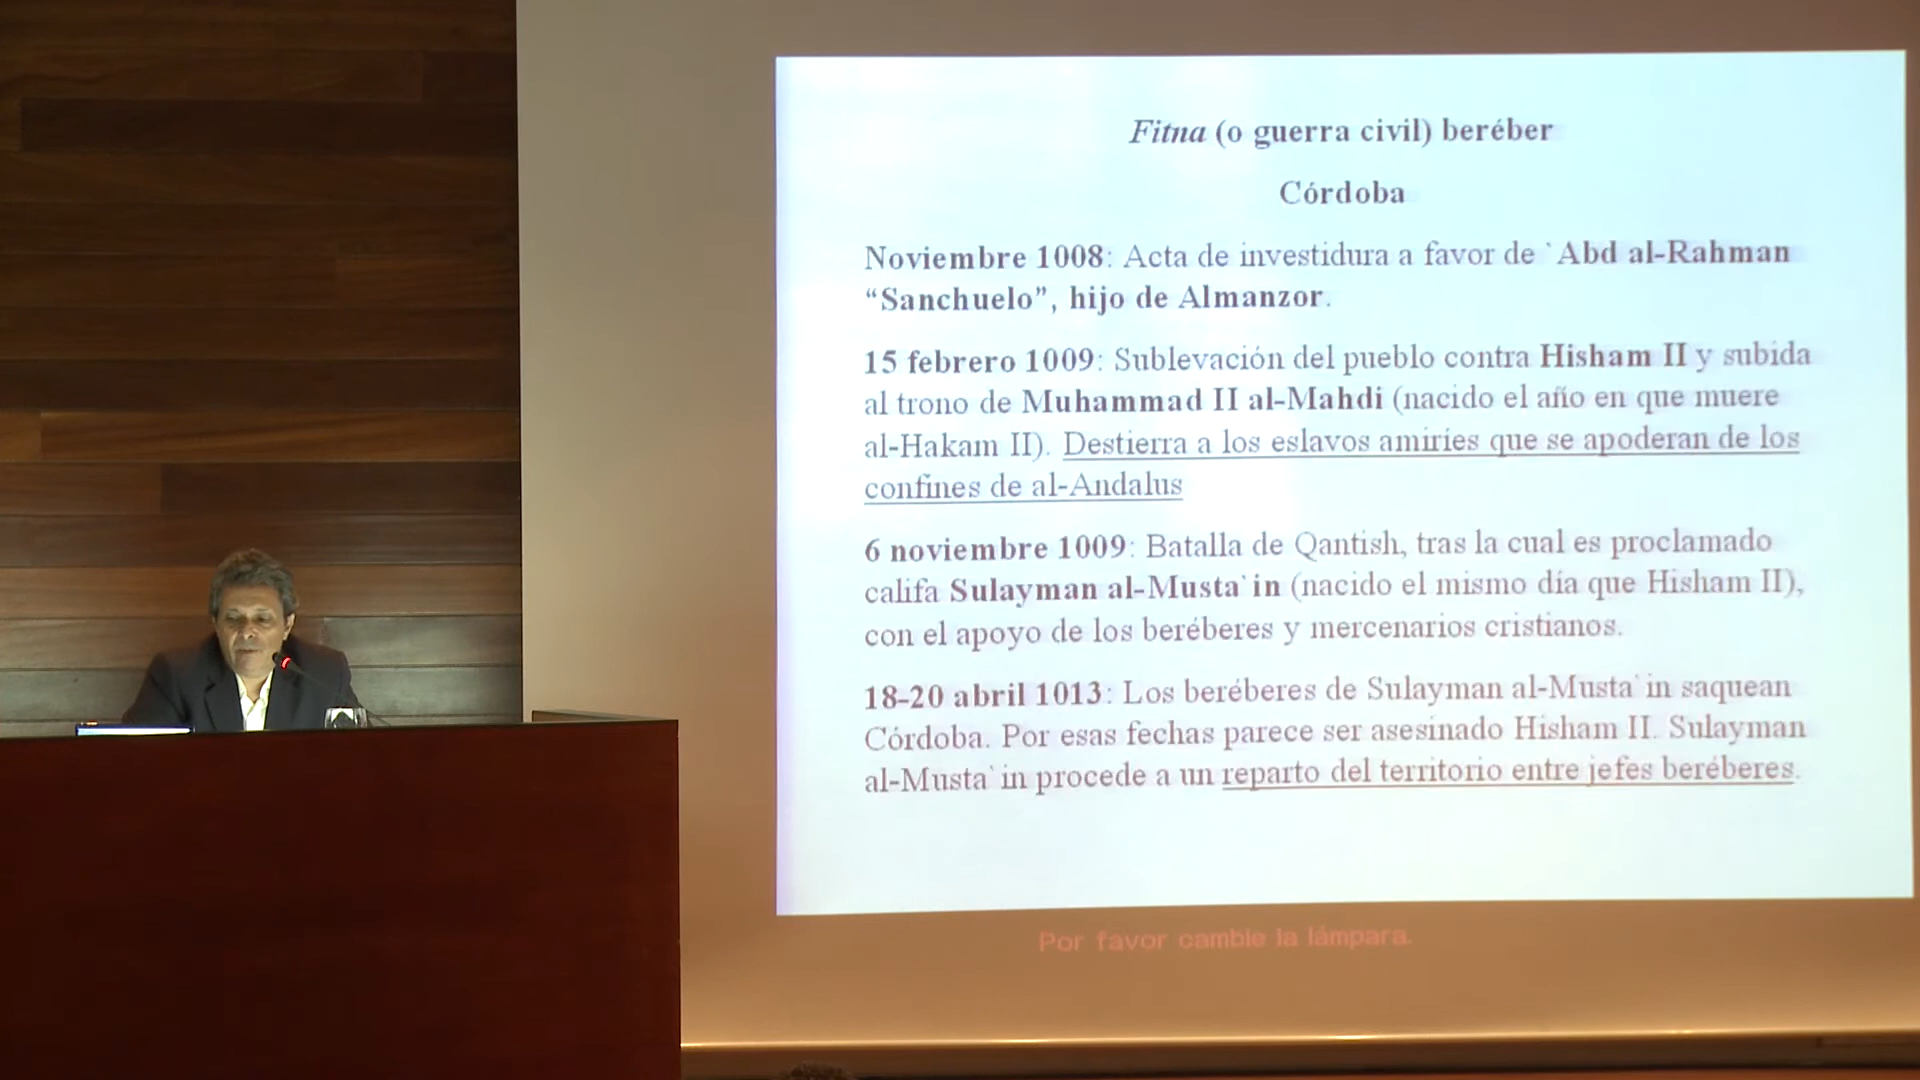 Fitna (o guerra civil) beréber
Córdoba
Noviembre 1008: Acta de investidura a favor de `Abd al-Rahman
“Sanchuelo”, hijo de Almanzor.
15 febrero 1009: Sublevación del pueblo contra Hisham II y subida
al trono de Muhammad II al-Mahdi (nacido el año en que muere
al-Hakam II). Destierra a los eslavos amiríes que se apoderan de los
confines de al-Andalus
6 noviembre 1009: Batalla de Qantish, tras la cual es proclamado
califa Sulayman al-Musta`in (nacido el mismo día que Hisham II),
con el apoyo de los beréberes y mercenarios cristianos.
18-20 abril 1013: Los beréberes de Sulayman al-Musta`in saquean
Córdoba. Por esas fechas parece ser asesinado Hisham II. Sulayman
al-Musta`in procede a un reparto del territorio entre jefes beréberes.
Por favor cambie la lámpara.